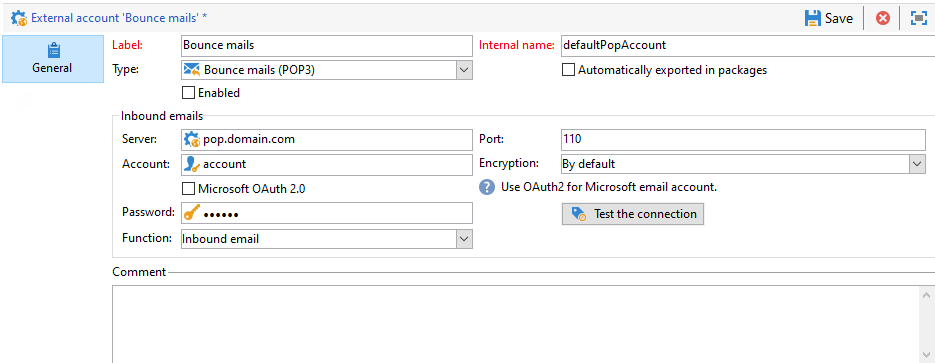 External account 'Bounce mails' *
Save
General
Label: Bounce mails Internal name: defaultPopAccount
Type: Bounce mails (POP3) Automatically exported in packages
Enabled
Inbound emails
Server: pop.domain.com Port: 110
Account: account Encryption: By default
Microsoft OAuth 2.0 ? Use OAuth2 for Microsoft email account.
Password: •••••• Test the connection
Function: Inbound email
Comment